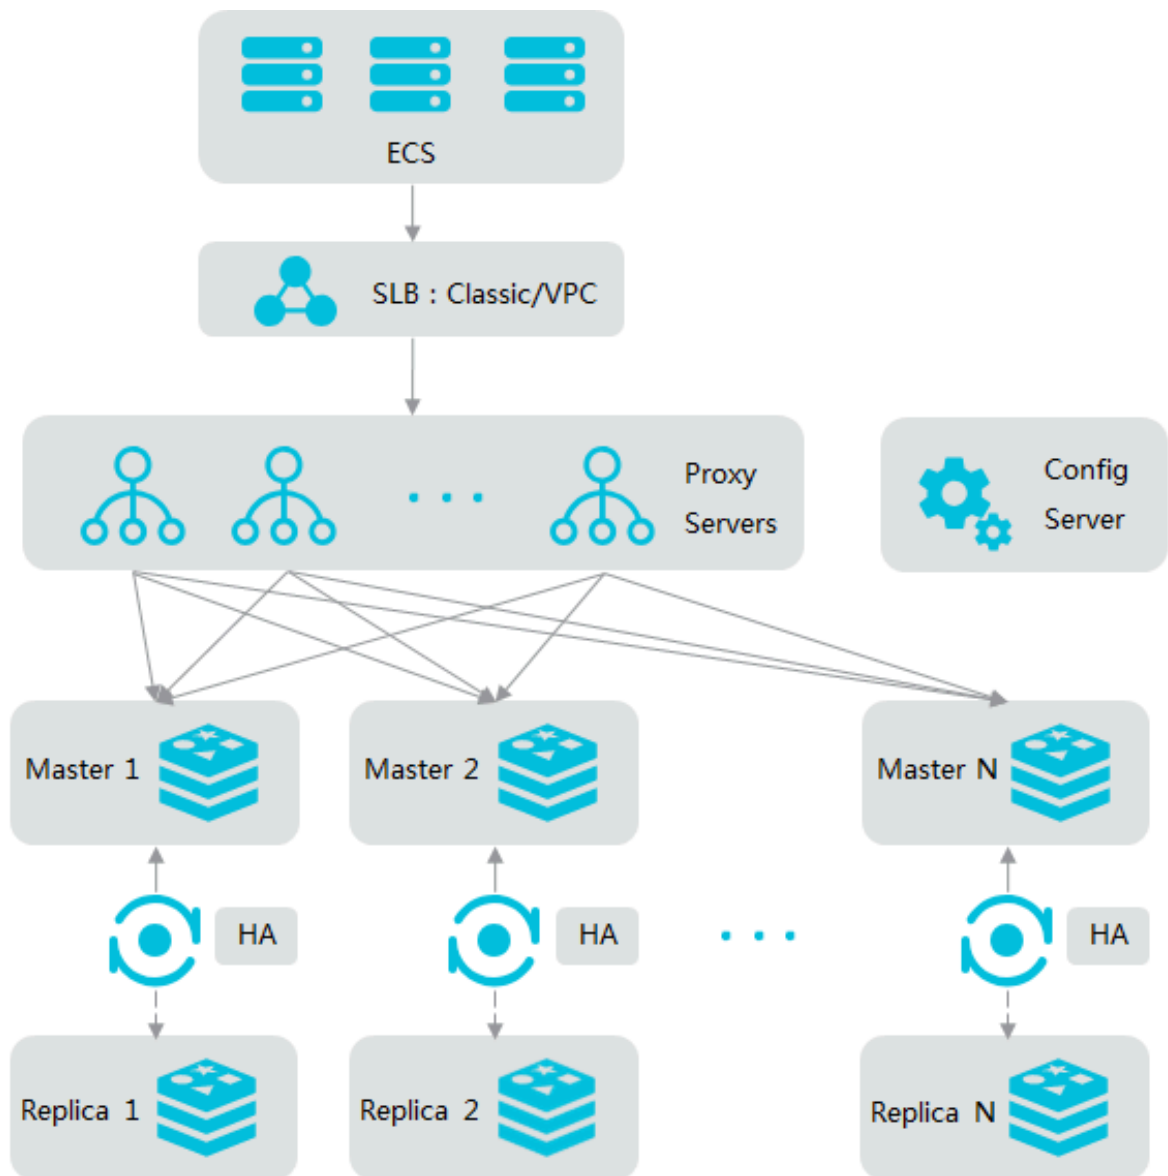 ECS
SLB : Classic/VPC
Proxy
Servers
Config
Server
Master 1
Master 2
Master N
HA
HA
HA
Replica 1
Replica 2
Replica N